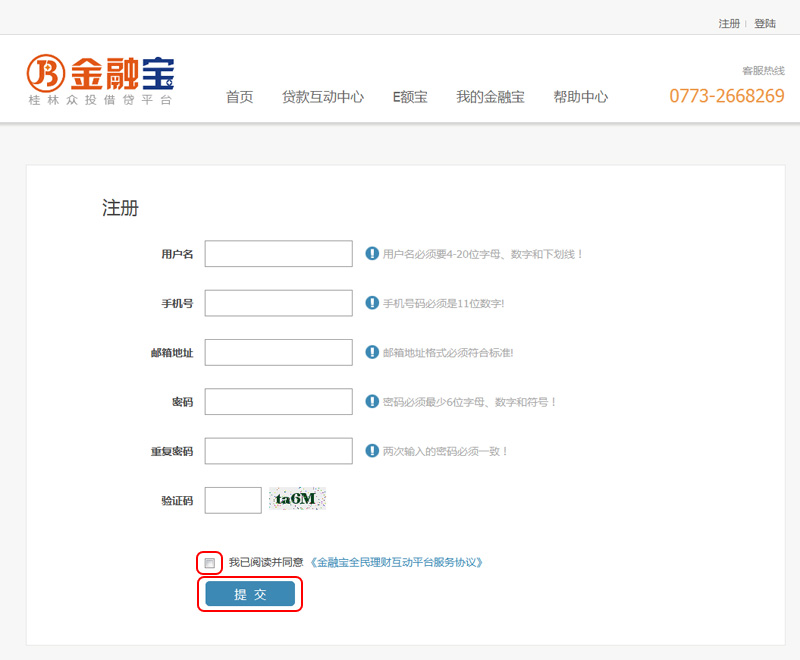 注册 | 登陆
金融宝
桂林众投借贷平台
首页 贷款互动中心 E额宝 我的金融宝 帮助中心
客服热线
0773-2668269
注册
用户名 用户名必须要4-20位字母、数字和下划线！
手机号 手机号码必须是11位数字!
邮箱地址 邮箱地址格式必须符合标准!
密码 密码必须最少6位字母、数字和符号！
重复密码 两次输入的密码必须一致！
验证码 ta6M
我已阅读并同意 《金融宝全民理财互动平台服务协议》
提 交